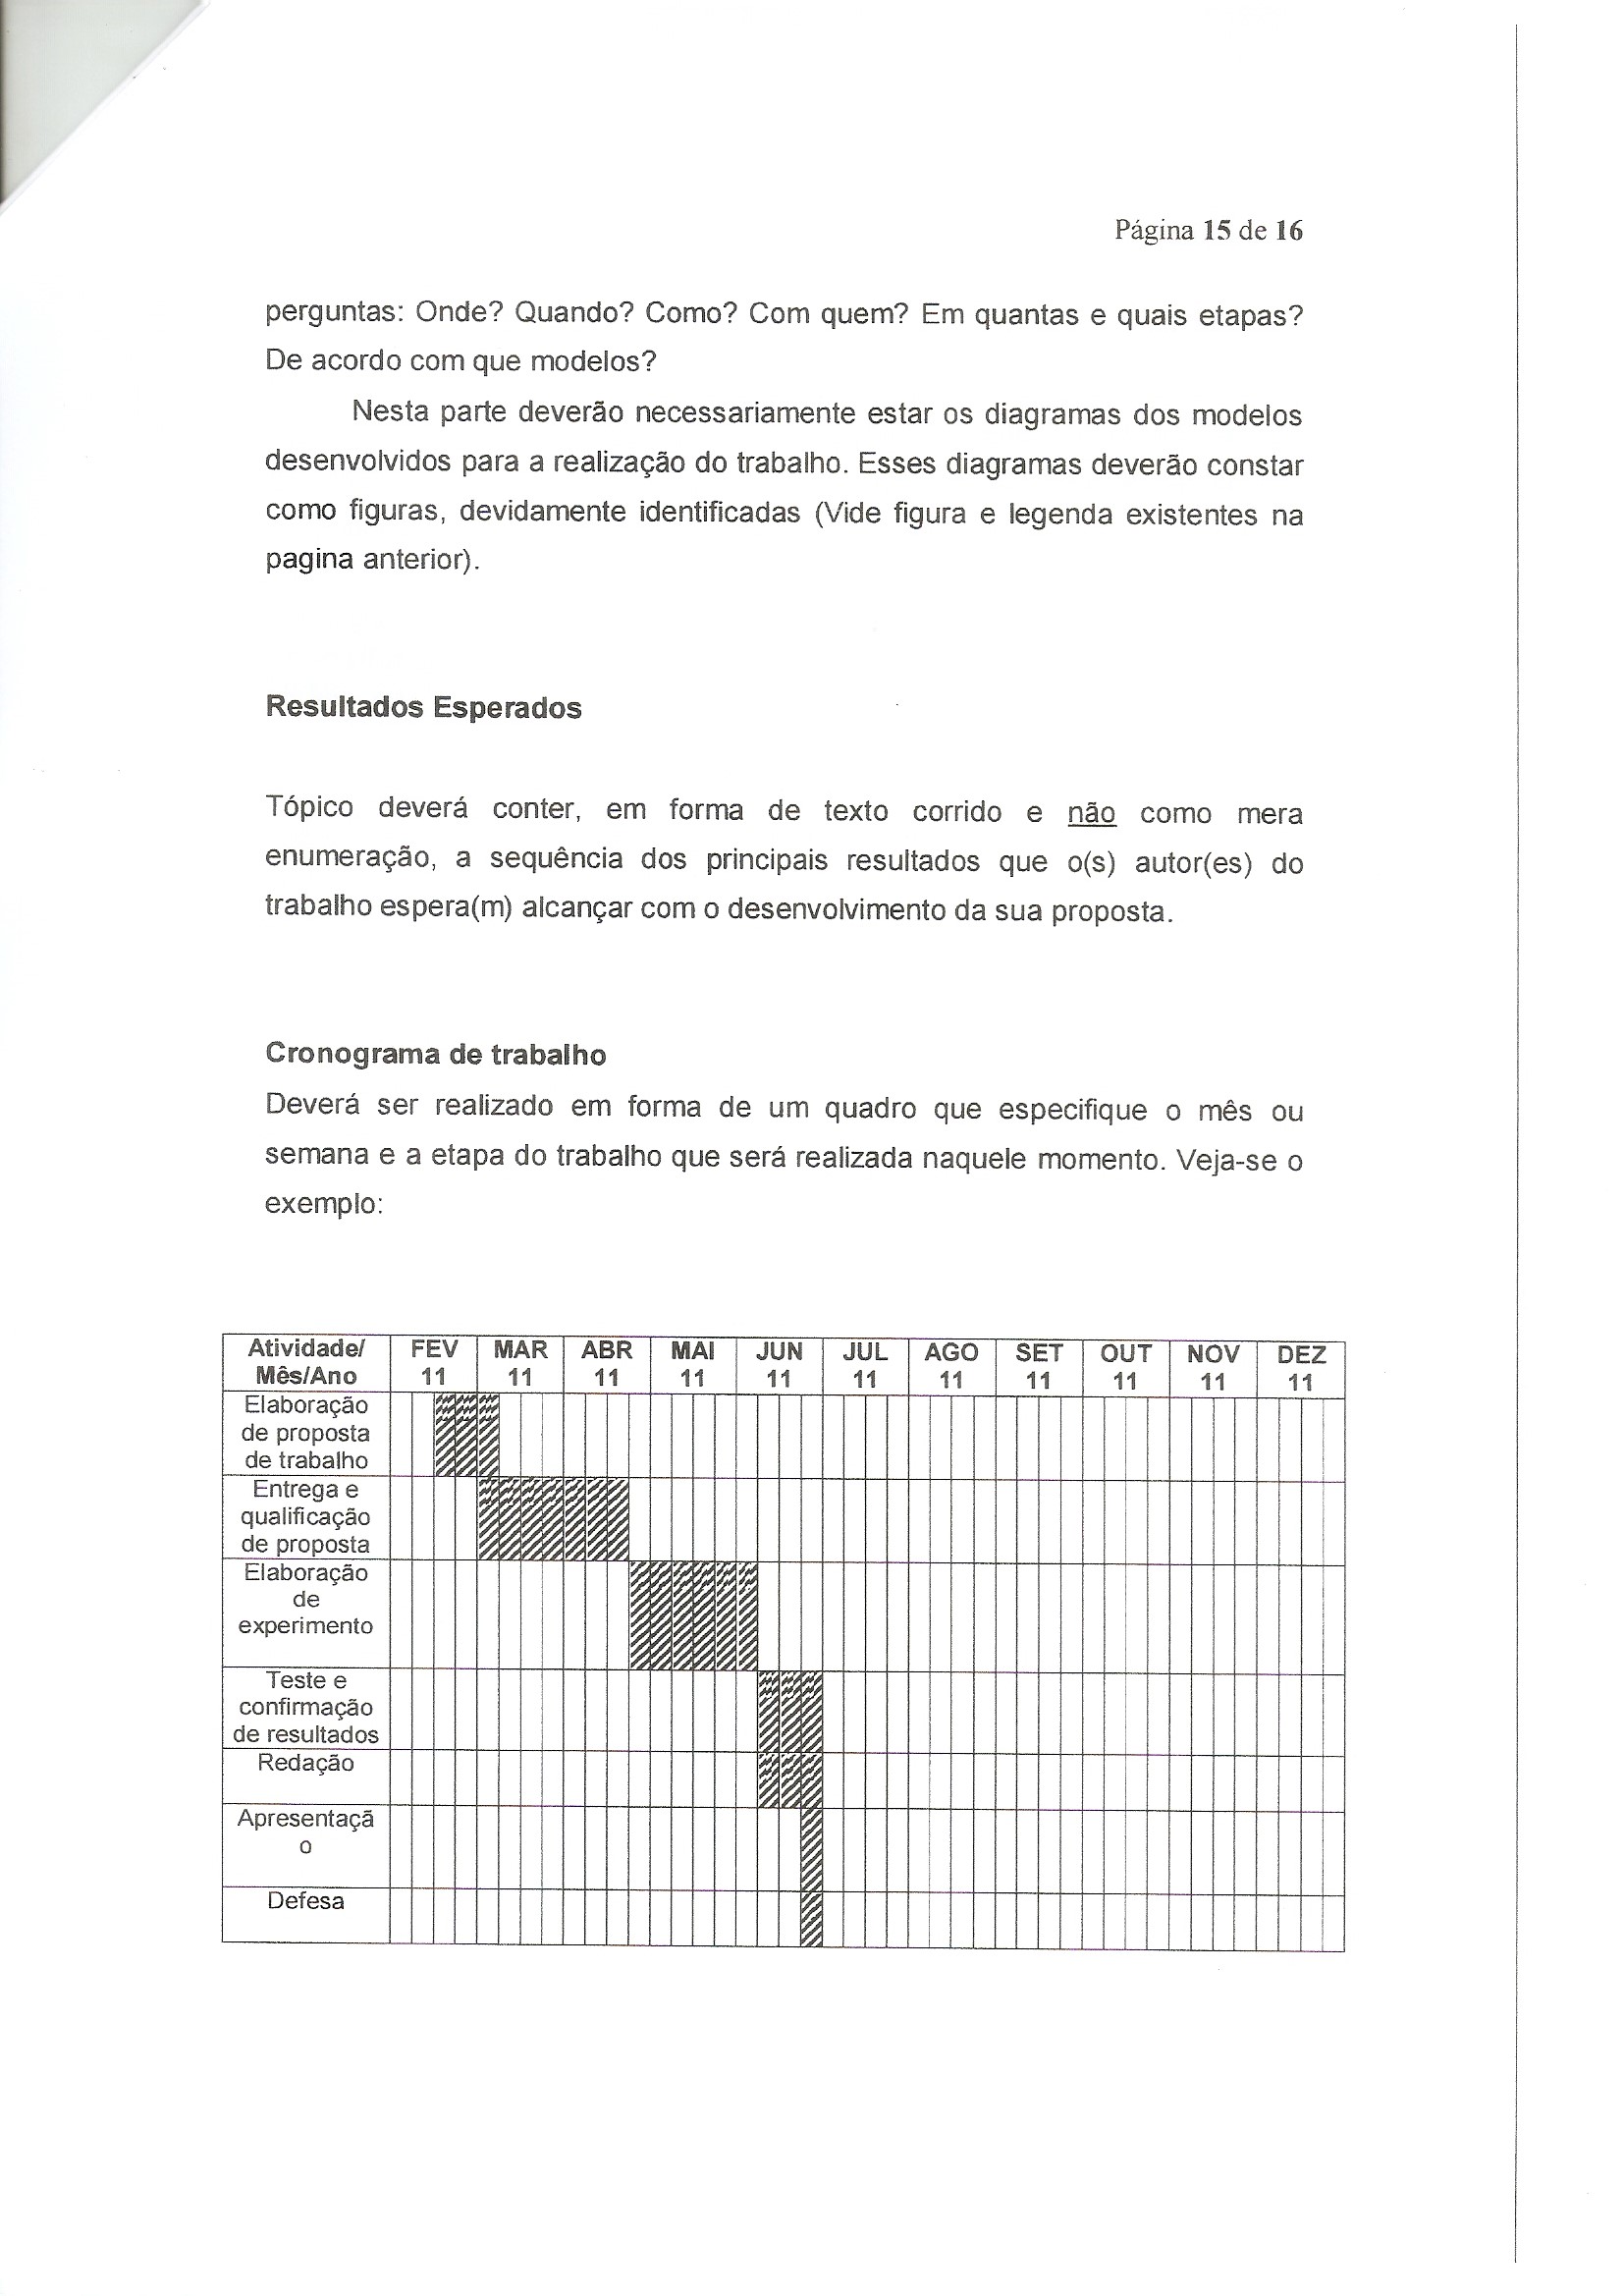 Página 15 de 16
perguntas: Onde? Quando? Como? Com quem? Em quantas e quais etapas?
De acordo com que modelos?
Nesta parte deverão necessariamente estar os diagramas dos modelos
desenvolvidos para a realização do trabalho. Esses diagramas deverão constar
como figuras, devidamente identificadas (Vide figura e legenda existentes na
pagina anterior).
Resultados Esperados
Tópico deverá conter, em forma de texto corrido e não como mera
enumeração, a sequência dos principais resultados que o(s) autor(es) do
trabalho espera(m) alcançar com o desenvolvimento da sua proposta.
Cronograma de trabalho
Deverá ser realizado em forma de um quadro que especifique o mês ou
semana e a etapa do trabalho que será realizada naquele momento. Veja-se o
exemplo:
Atividade/ FEV MAR ABR MAI JUN JUL AGO SET OUT NOV DEZ
Mês/Ano 11 11 11 11 11 11 11 11 11 11 11
Elaboração
de proposta
de trabalho
Entrega e
qualificação
de proposta
Elaboração
de
experimento
Teste e
confirmação
de resultados
Redação
Apresentaçã
o
Defesa